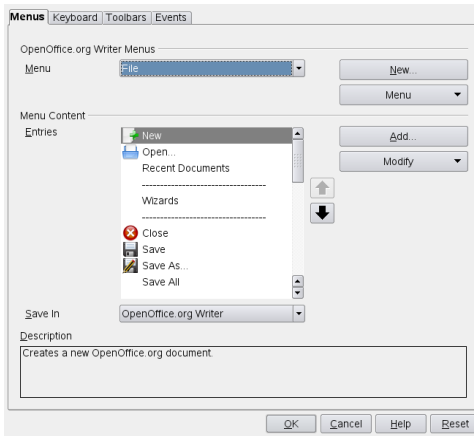 Menus Keyboard Toolbars Events
OpenOffice.org Writer Menus
Menu File New...
Menu
Menu Content
Entries New Add...
Open... Modify
Recent Documents
----------------------------------
Wizards
----------------------------------
Close
Save
Save As...
Save All
Save In OpenOffice.org Writer
Description
Creates a new OpenOffice.org document.
OK Cancel Help Reset